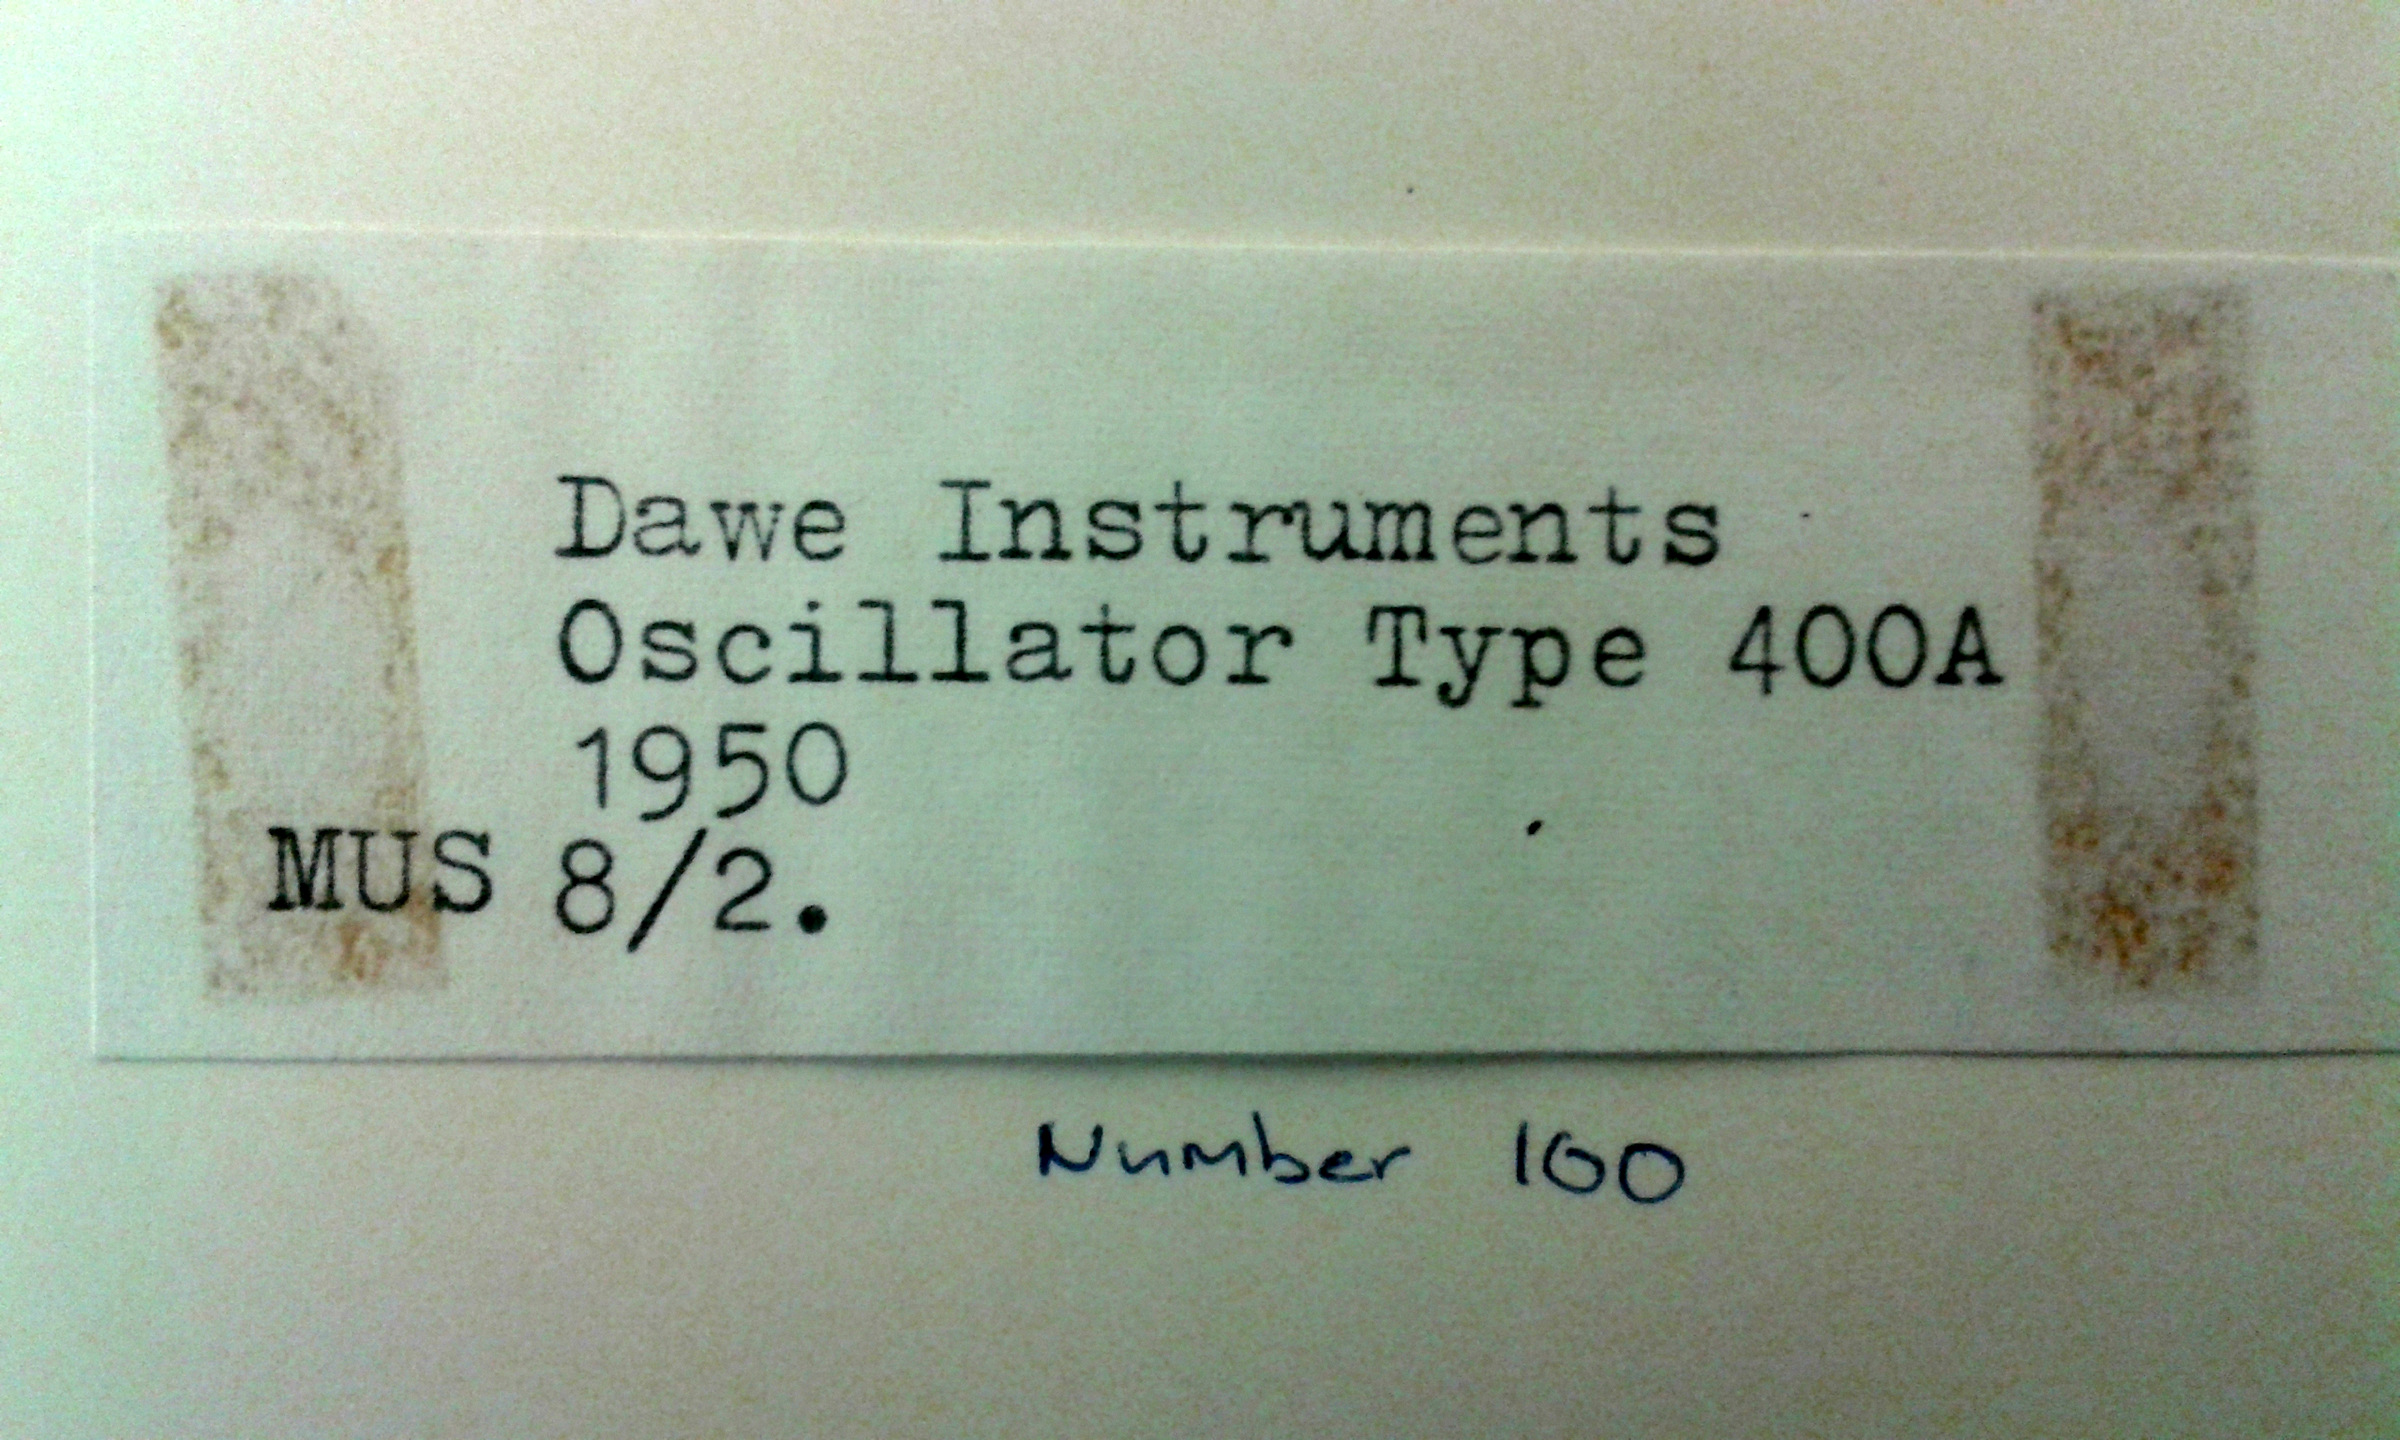 Dawe Instruments
Oscillator Type 400A
1950
MUS 8/2.
Number 100